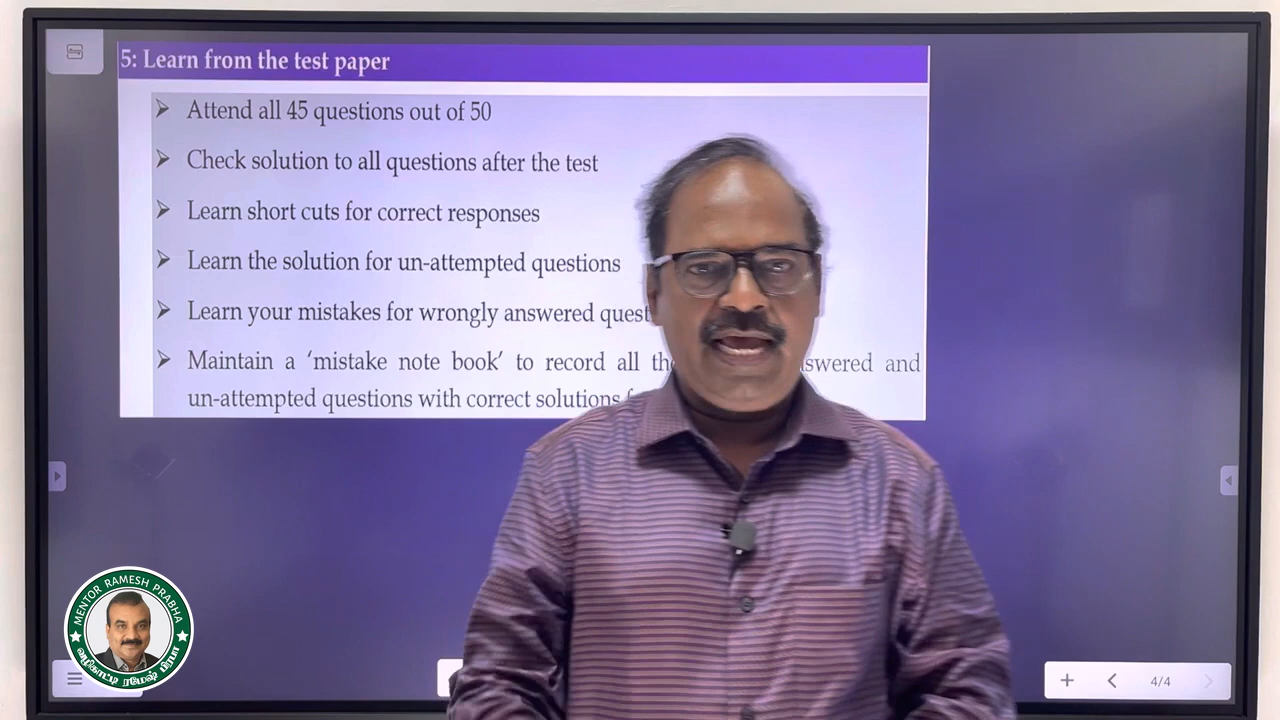 5: Learn from the test paper
➢ Attend all 45 questions out of 50
➢ Check solution to all questions after the test
➢ Learn short cuts for correct responses
➢ Learn the solution for un-attempted questions
➢ Learn your mistakes for wrongly answered
➢ Maintain a ‘mistake note book’ to record all and
un-attempted questions with correct solutions
MENTOR RAMESH PRABHA
வழிகாட்டி ரமேஷ் பிரபா
4/4